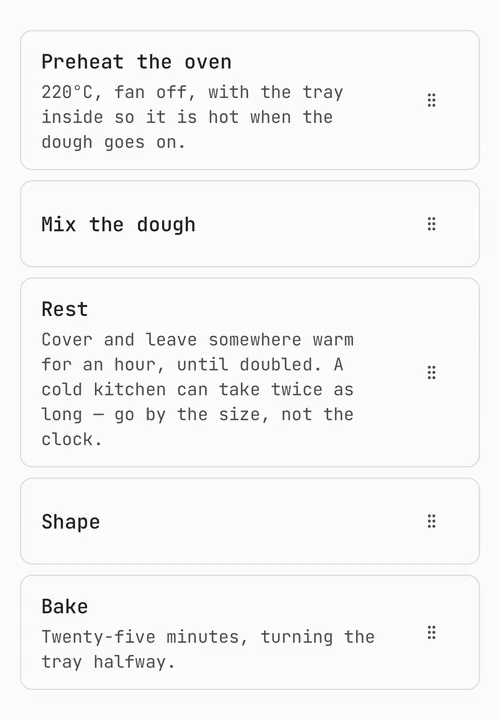 Preheat the oven
220°C, fan off, with the tray
inside so it is hot when the
dough goes on.
Mix the dough
Rest
Cover and leave somewhere warm
for an hour, until doubled. A
cold kitchen can take twice as
long — go by the size, not the
clock.
Shape
Bake
Twenty-five minutes, turning the
tray halfway.